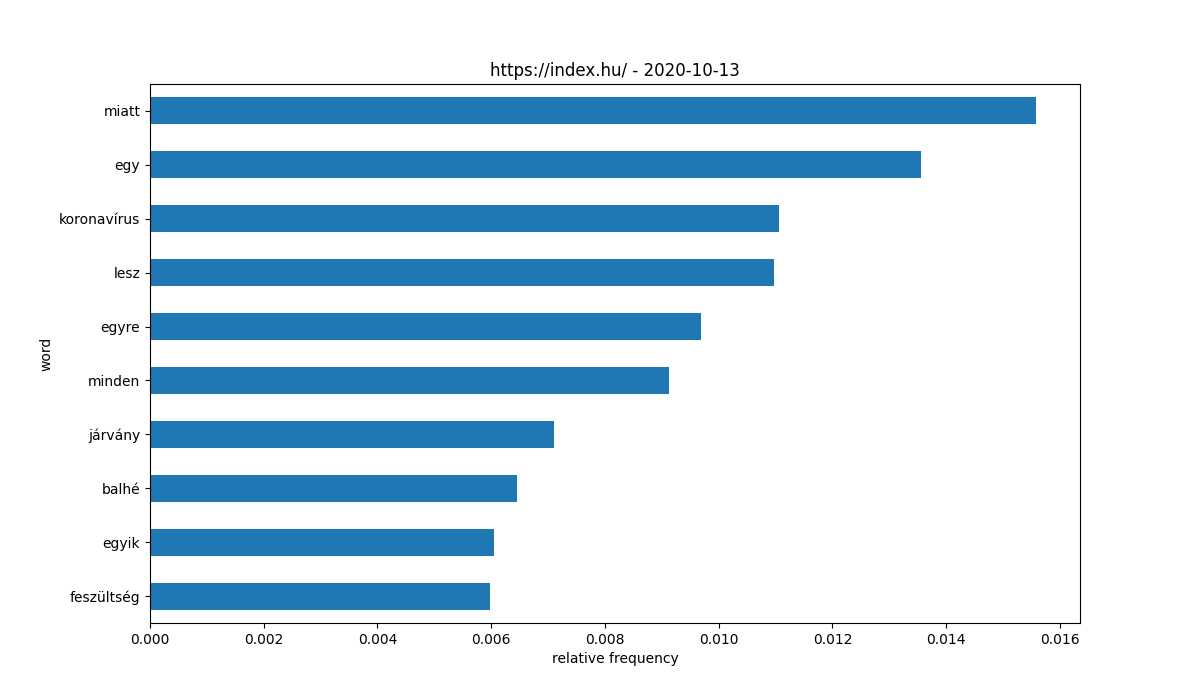 https://index.hu/ - 2020-10-13
miatt
egy
koronavírus
lesz
egyre
minden
járvány
balhé
egyik
feszültség
word
0.000 0.002 0.004 0.006 0.008 0.010 0.012 0.014 0.016
relative frequency